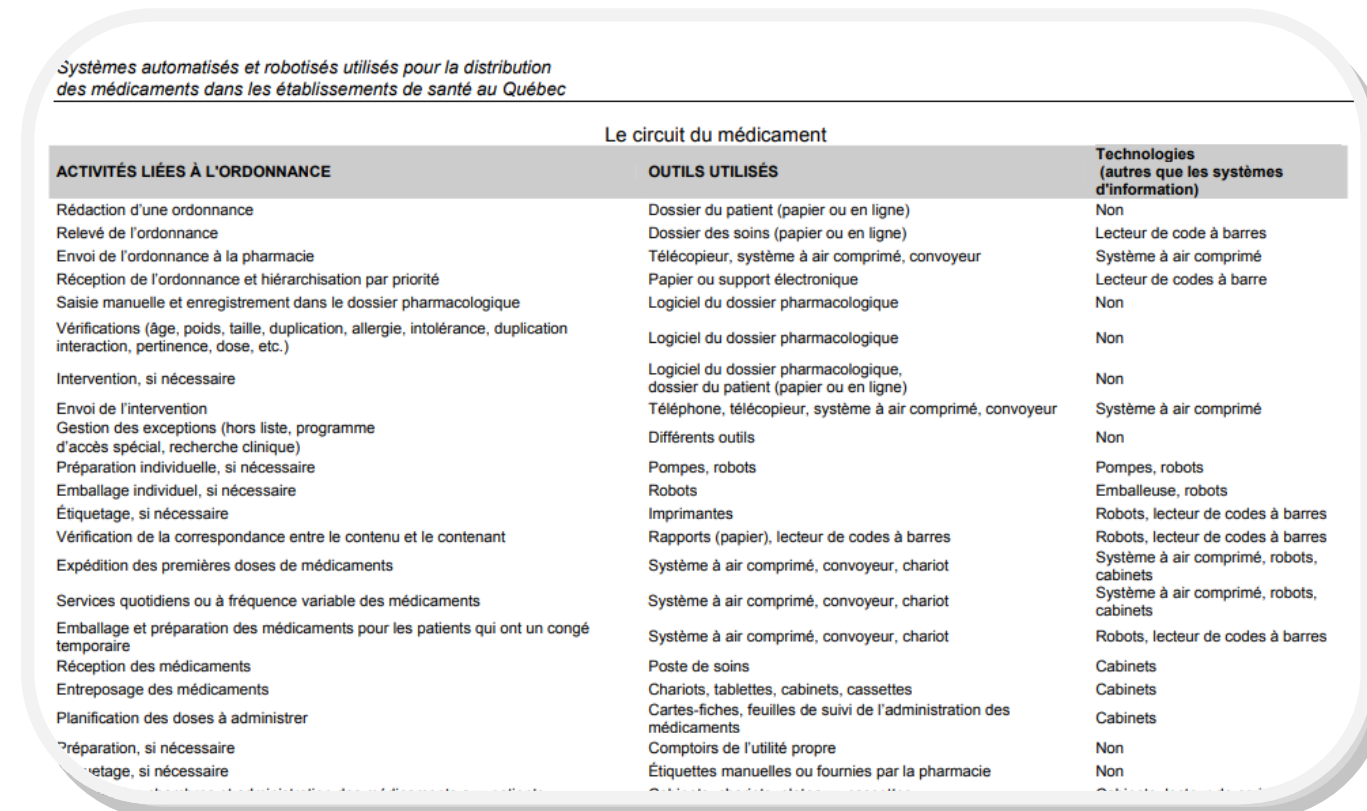 Systèmes automatisés et robotisés utilisés pour la distribution
des médicaments dans les établissements de santé au Québec
Le circuit du médicament
ACTIVITÉS LIÉES À L'ORDONNANCE OUTILS UTILISÉS Technologies
(autres que les systèmes
d'information)
Rédaction d'une ordonnance Dossier du patient (papier ou en ligne) Non
Relevé de l'ordonnance Dossier des soins (papier ou en ligne) Lecteur de code à barres
Envoi de l'ordonnance à la pharmacie Télécopieur, système à air comprimé, convoyeur Système à air comprimé
Réception de l'ordonnance et hiérarchisation par priorité Papier ou support électronique Lecteur de codes à barre
Saisie manuelle et enregistrement dans le dossier pharmacologique Logiciel du dossier pharmacologique Non
Vérifications (âge, poids, taille, duplication, allergie, intolérance, duplication
interaction, pertinence, dose, etc.) Logiciel du dossier pharmacologique Non
Intervention, si nécessaire Logiciel du dossier pharmacologique,
dossier du patient (papier ou en ligne) Non
Envoi de l'intervention Téléphone, télécopieur, système à air comprimé, convoyeur Système à air comprimé
Gestion des exceptions (hors liste, programme
d'accès spécial, recherche clinique) Différents outils Non
Préparation individuelle, si nécessaire Pompes, robots Pompes, robots
Emballage individuel, si nécessaire Robots Emballeuse, robots
Étiquetage, si nécessaire Imprimantes Robots, lecteur de codes à barres
Vérification de la correspondance entre le contenu et le contenant Rapports (papier), lecteur de codes à barres Robots, lecteur de codes à barres
Expédition des premières doses de médicaments Système à air comprimé, convoyeur, chariot Système à air comprimé, robots,
cabinets
Services quotidiens ou à fréquence variable des médicaments Système à air comprimé, convoyeur, chariot Système à air comprimé, robots,
cabinets
Emballage et préparation des médicaments pour les patients qui ont un congé
temporaire Système à air comprimé, convoyeur, chariot Robots, lecteur de codes à barres
Réception des médicaments Poste de soins Cabinets
Entreposage des médicaments Chariots, tablettes, cabinets, cassettes Cabinets
Planification des doses à administrer Cartes-fiches, feuilles de suivi de l'administration des
médicaments Cabinets
Préparation, si nécessaire Comptoirs de l'utilité propre Non
si nécessaire Étiquettes manuelles ou fournies par la pharmacie Non